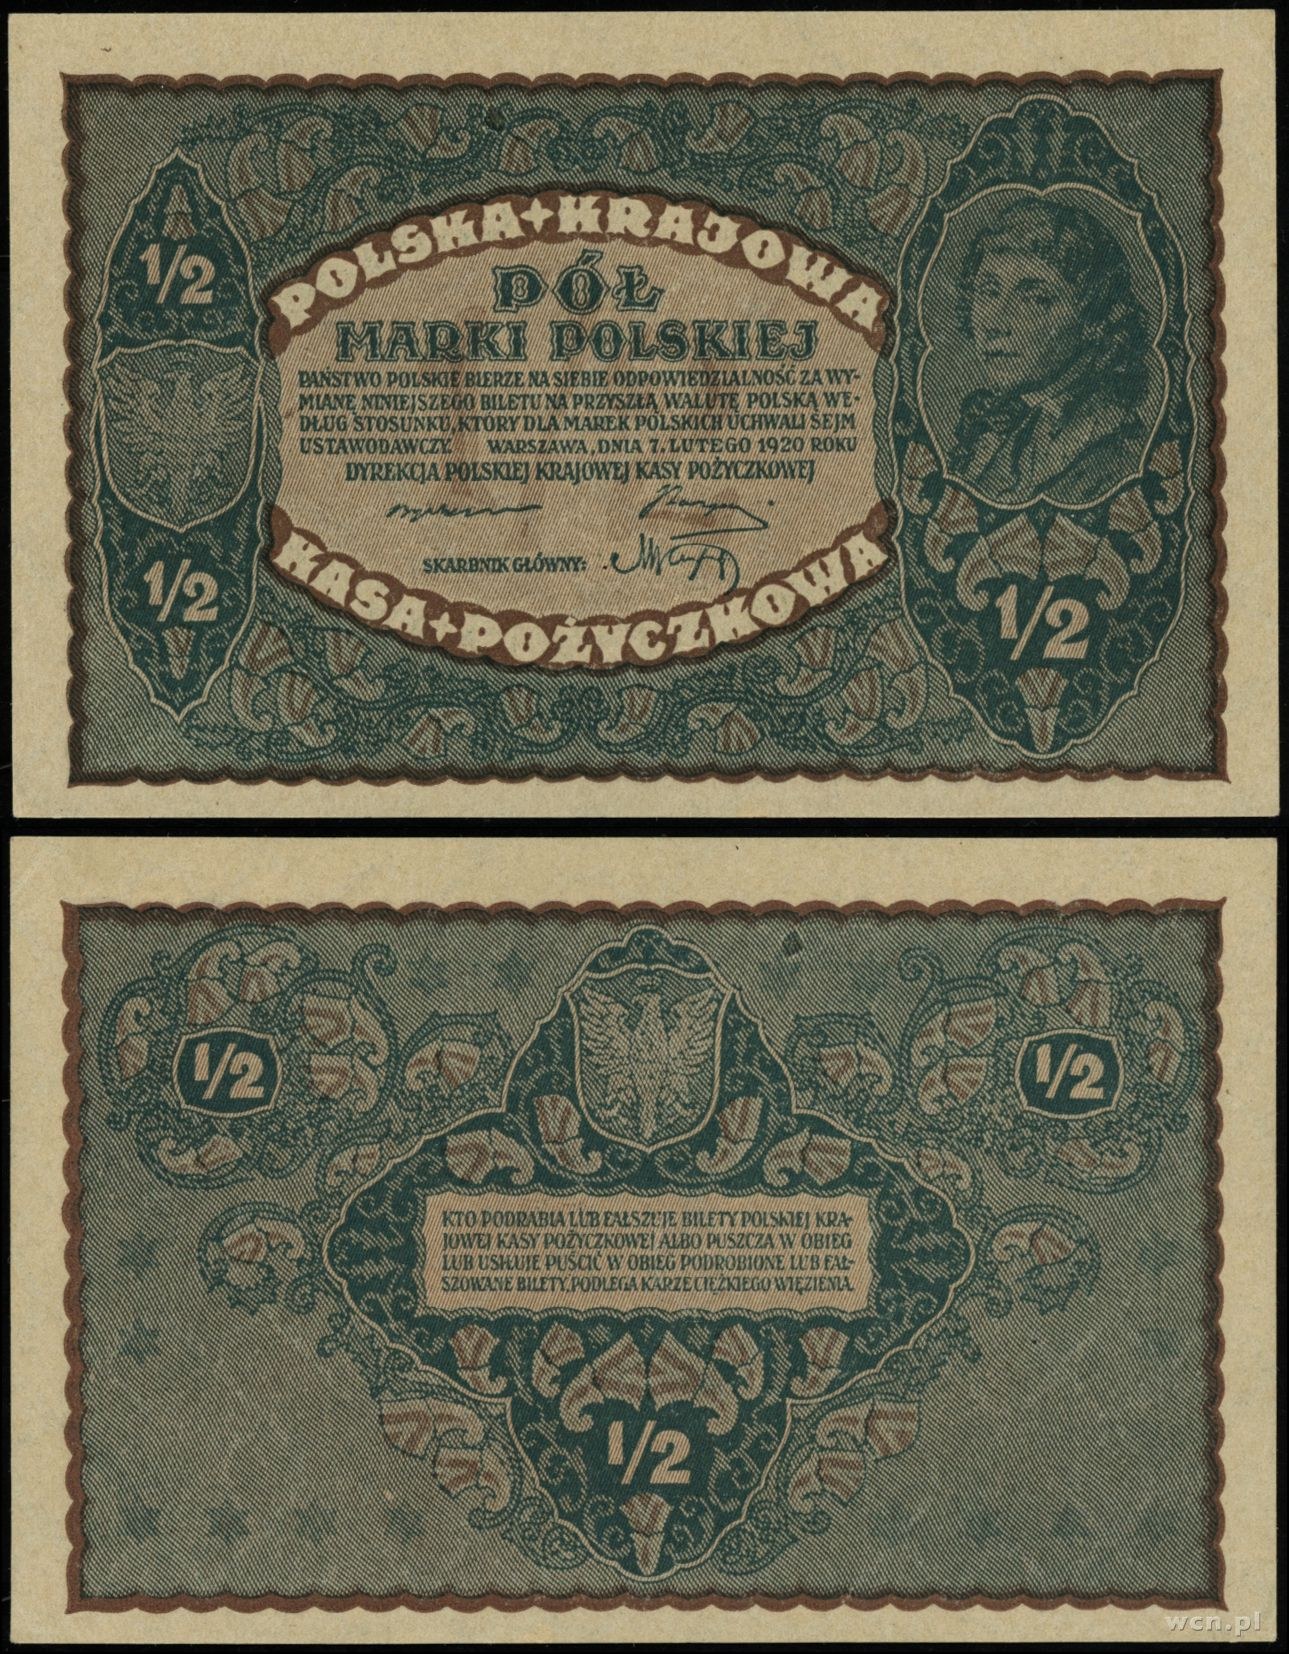 POLSKA + KRAJOWA
PÓŁ
MARKI POLSKIEJ
PAŃSTWO POLSKIE BIERZE NA SIEBIE ODPOWIEDZIALNOŚĆ ZA WY-
MIANĘ NINIEJSZEGO BILETU NA PRZYSZŁĄ WALUTĘ POLSKĄ WE-
DŁUG STOSUNKU, KTÓRY DLA MAREK POLSKICH UCHWALI SEJM
USTAWODAWCZY. WARSZAWA, DNIA 7. LUTEGO 1920 ROKU
DYREKCJA POLSKIEJ KRAJOWEJ KASY POŻYCZKOWEJ
SKARBNIK GŁÓWNY:
KASA + POŻYCZKOWA
1/2
1/2
1/2
1/2
1/2
KTO PODRABIA LUB FAŁSZUJE BILETY POLSKIEJ KRA-
JOWEJ KASY POŻYCZKOWEJ ALBO PUSZCZA W OBIEG
LUB USIŁUJE PUŚCIĆ W OBIEG PODROBIONE LUB FAŁ-
SZOWANE BILETY, PODLEGA KARZE CIĘŻKIEGO WIĘZIENIA.
1/2
wcn.pl